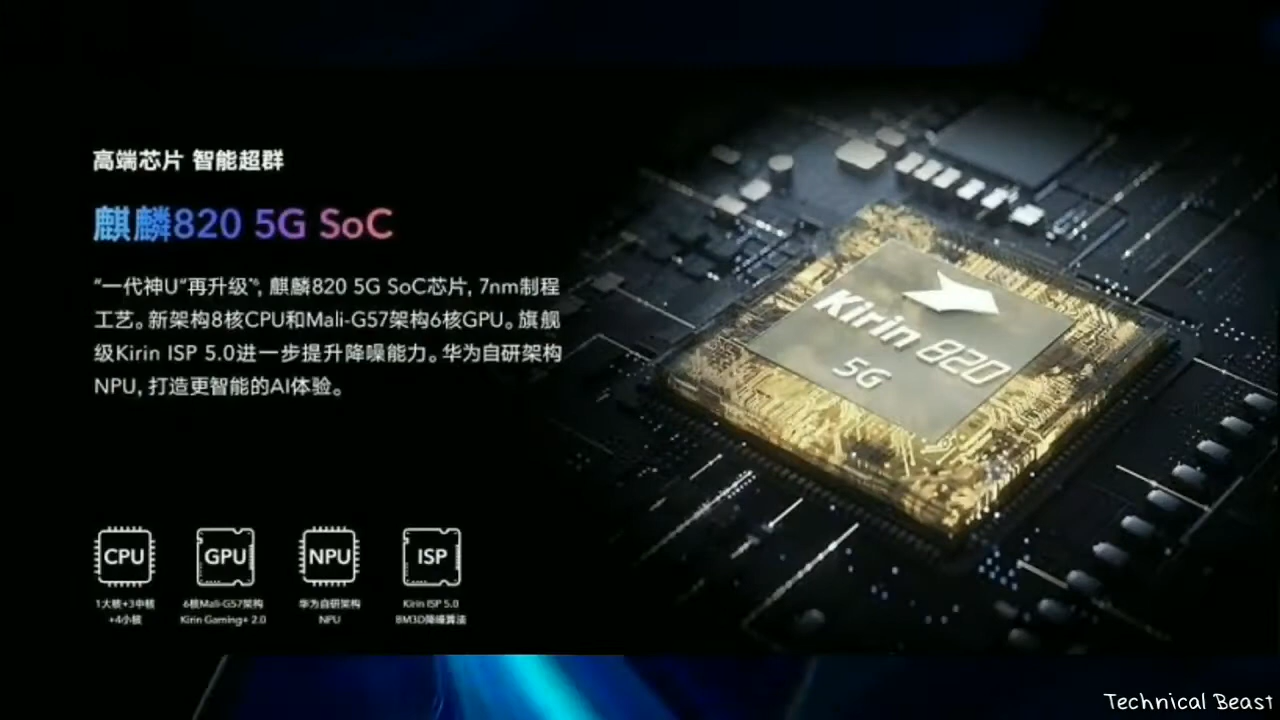 高端芯片 智能超群
麒麟820 5G SoC
“一代神U“再升级”, 麒麟820 5G SoC芯片, 7nm制程
工艺。新架构8核CPU和Mali-G57架构6核GPU。旗舰
级Kirin ISP 5.0进一步提升降噪能力。华为自研架构
NPU, 打造更智能的AI体验。
Kirin 820
5G
CPU
GPU
NPU
ISP
1大核+3中核
+4小核
6核Mali-G57架构
Kirin Gaming+ 2.0
华为自研架构
NPU
Kirin ISP 5.0
BM3D降噪算法
Technical Beast